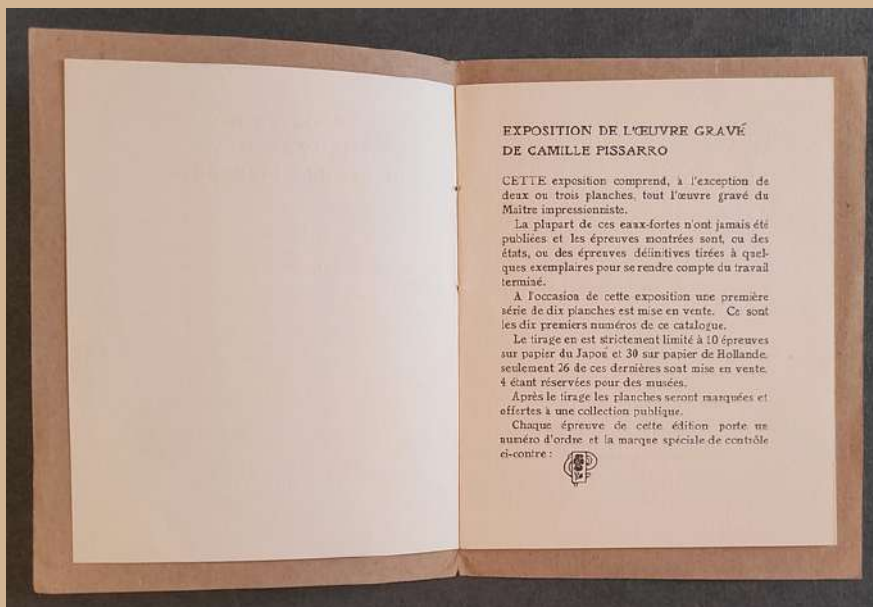 EXPOSITION DE L'ŒUVRE GRAVÉ
DE CAMILLE PISSARRO
CETTE exposition comprend, à l'exception de
deux ou trois planches, tout l'œuvre gravé du
Maître impressionniste.
La plupart de ces eaux-fortes n'ont jamais été
publiées et les épreuves montrées sont, ou des
états, ou des épreuves définitives tirées à quel-
ques exemplaires pour se rendre compte du travail
terminé.
A l'occasion de cette exposition une première
série de dix planches est mise en vente. Ce sont
les dix premiers numéros de ce catalogue.
Le tirage en est strictement limité à 10 épreuves
sur papier du Japon et 30 sur papier de Hollande,
seulement 26 de ces dernières sont mise en vente,
4 étant réservées pour des musées.
Après le tirage les planches seront marquées et
offertes à une collection publique.
Chaque épreuve de cette édition porte un
numéro d'ordre et la marque spéciale de contrôle
ci-contre :